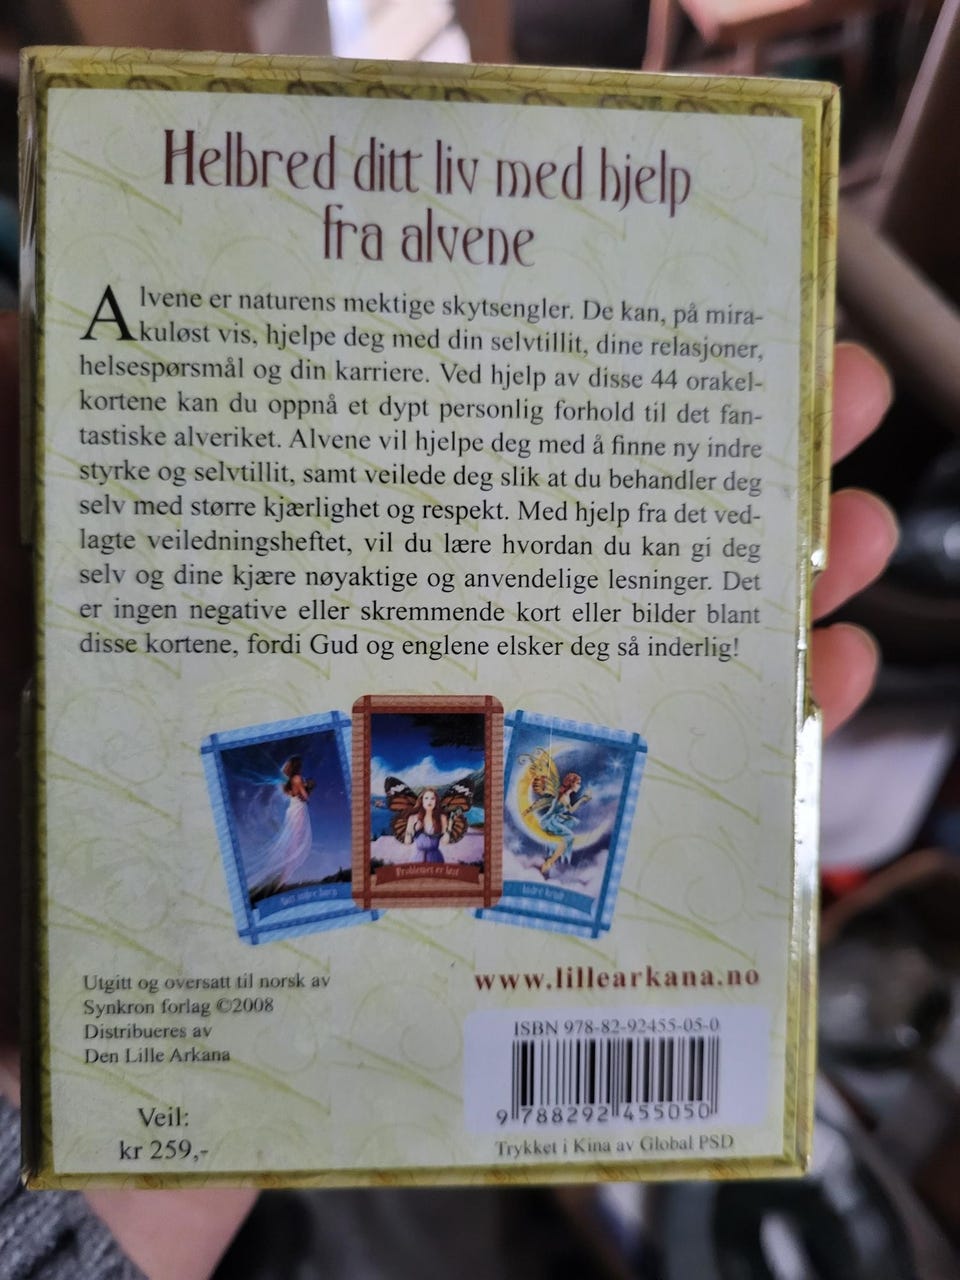 Helbred ditt liv med hjelp
fra alvene
Alvene er naturens mektige skytsengler. De kan, på mira-
kuløst vis, hjelpe deg med din selvtillit, dine relasjoner,
helsespørsmål og din karriere. Ved hjelp av disse 44 orakel-
kortene kan du oppnå et dypt personlig forhold til det fan-
tastiske alveriket. Alvene vil hjelpe deg med å finne ny indre
styrke og selvtillit, samt veilede deg slik at du behandler deg
selv med større kjærlighet og respekt. Med hjelp fra det ved-
lagte veiledningsheftet, vil du lære hvordan du kan gi deg
selv og dine kjære nøyaktige og anvendelige lesninger. Det
er ingen negative eller skremmende kort eller bilder blant
disse kortene, fordi Gud og englene elsker deg så inderlig!
Problemet er løst
Utgitt og oversatt til norsk av
Synkron forlag ©2008
Distribueres av
Den Lille Arkana
Veil:
kr 259,-
www.lillearkana.no
ISBN 978-82-92455-05-0
9 788292 455050
Trykket i Kina av Global PSD